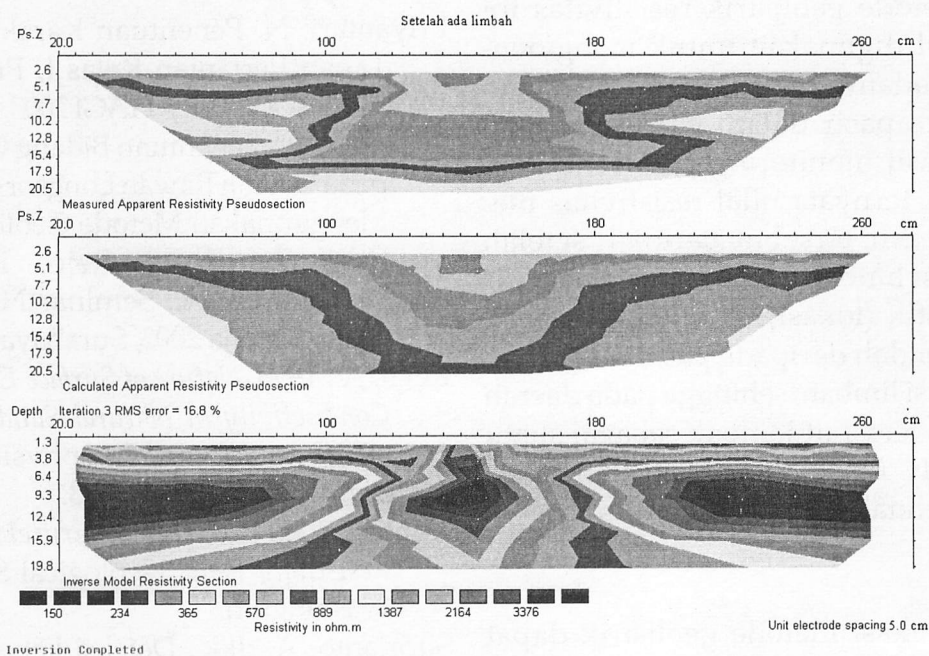 Setelah ada limbah
Ps.Z 20.0 100 180 260 cm.
2.6
5.1
7.7
10.2
12.8
15.4
17.9
20.5
Measured Apparent Resistivity Pseudosection
Ps.Z 20.0 100 180 260 cm
2.6
5.1
7.7
10.2
12.8
15.4
17.9
20.5
Calculated Apparent Resistivity Pseudosection
Depth Iteration 3 RMS error = 16.8 %
20.0 100 180 260 cm
1.3
3.8
6.4
9.3
12.4
15.9
19.8
Inverse Model Resistivity Section
150 234 365 570 889 1387 2164 3376
Resistivity in ohm.m
Unit electrode spacing 5.0 cm
Inversion Completed